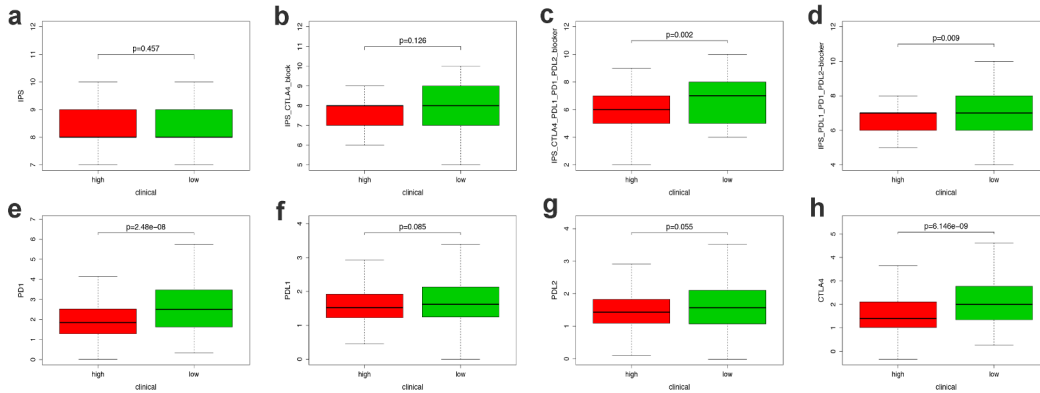 a
p=0.457
IPS
12
11
10
9
8
7
high
low
clinical
b
p=0.126
IPS_CTLA4_block
12
11
10
9
8
7
6
5
high
low
clinical
c
p=0.002
IPS_CTLA4_PDL1_PD1_PDL2_blocker
12
10
8
6
4
2
high
low
clinical
d
p=0.009
IPS_PDL1_PD1_PDL2−blocker
12
10
8
6
4
high
low
clinical
e
p=2.48e−08
PD1
7
6
5
4
3
2
1
0
high
low
clinical
f
p=0.085
PDL1
4
3
2
1
0
high
low
clinical
g
p=0.055
PDL2
4
3
2
1
0
high
low
clinical
h
p=6.146e−09
CTLA4
5
4
3
2
1
0
high
low
clinical